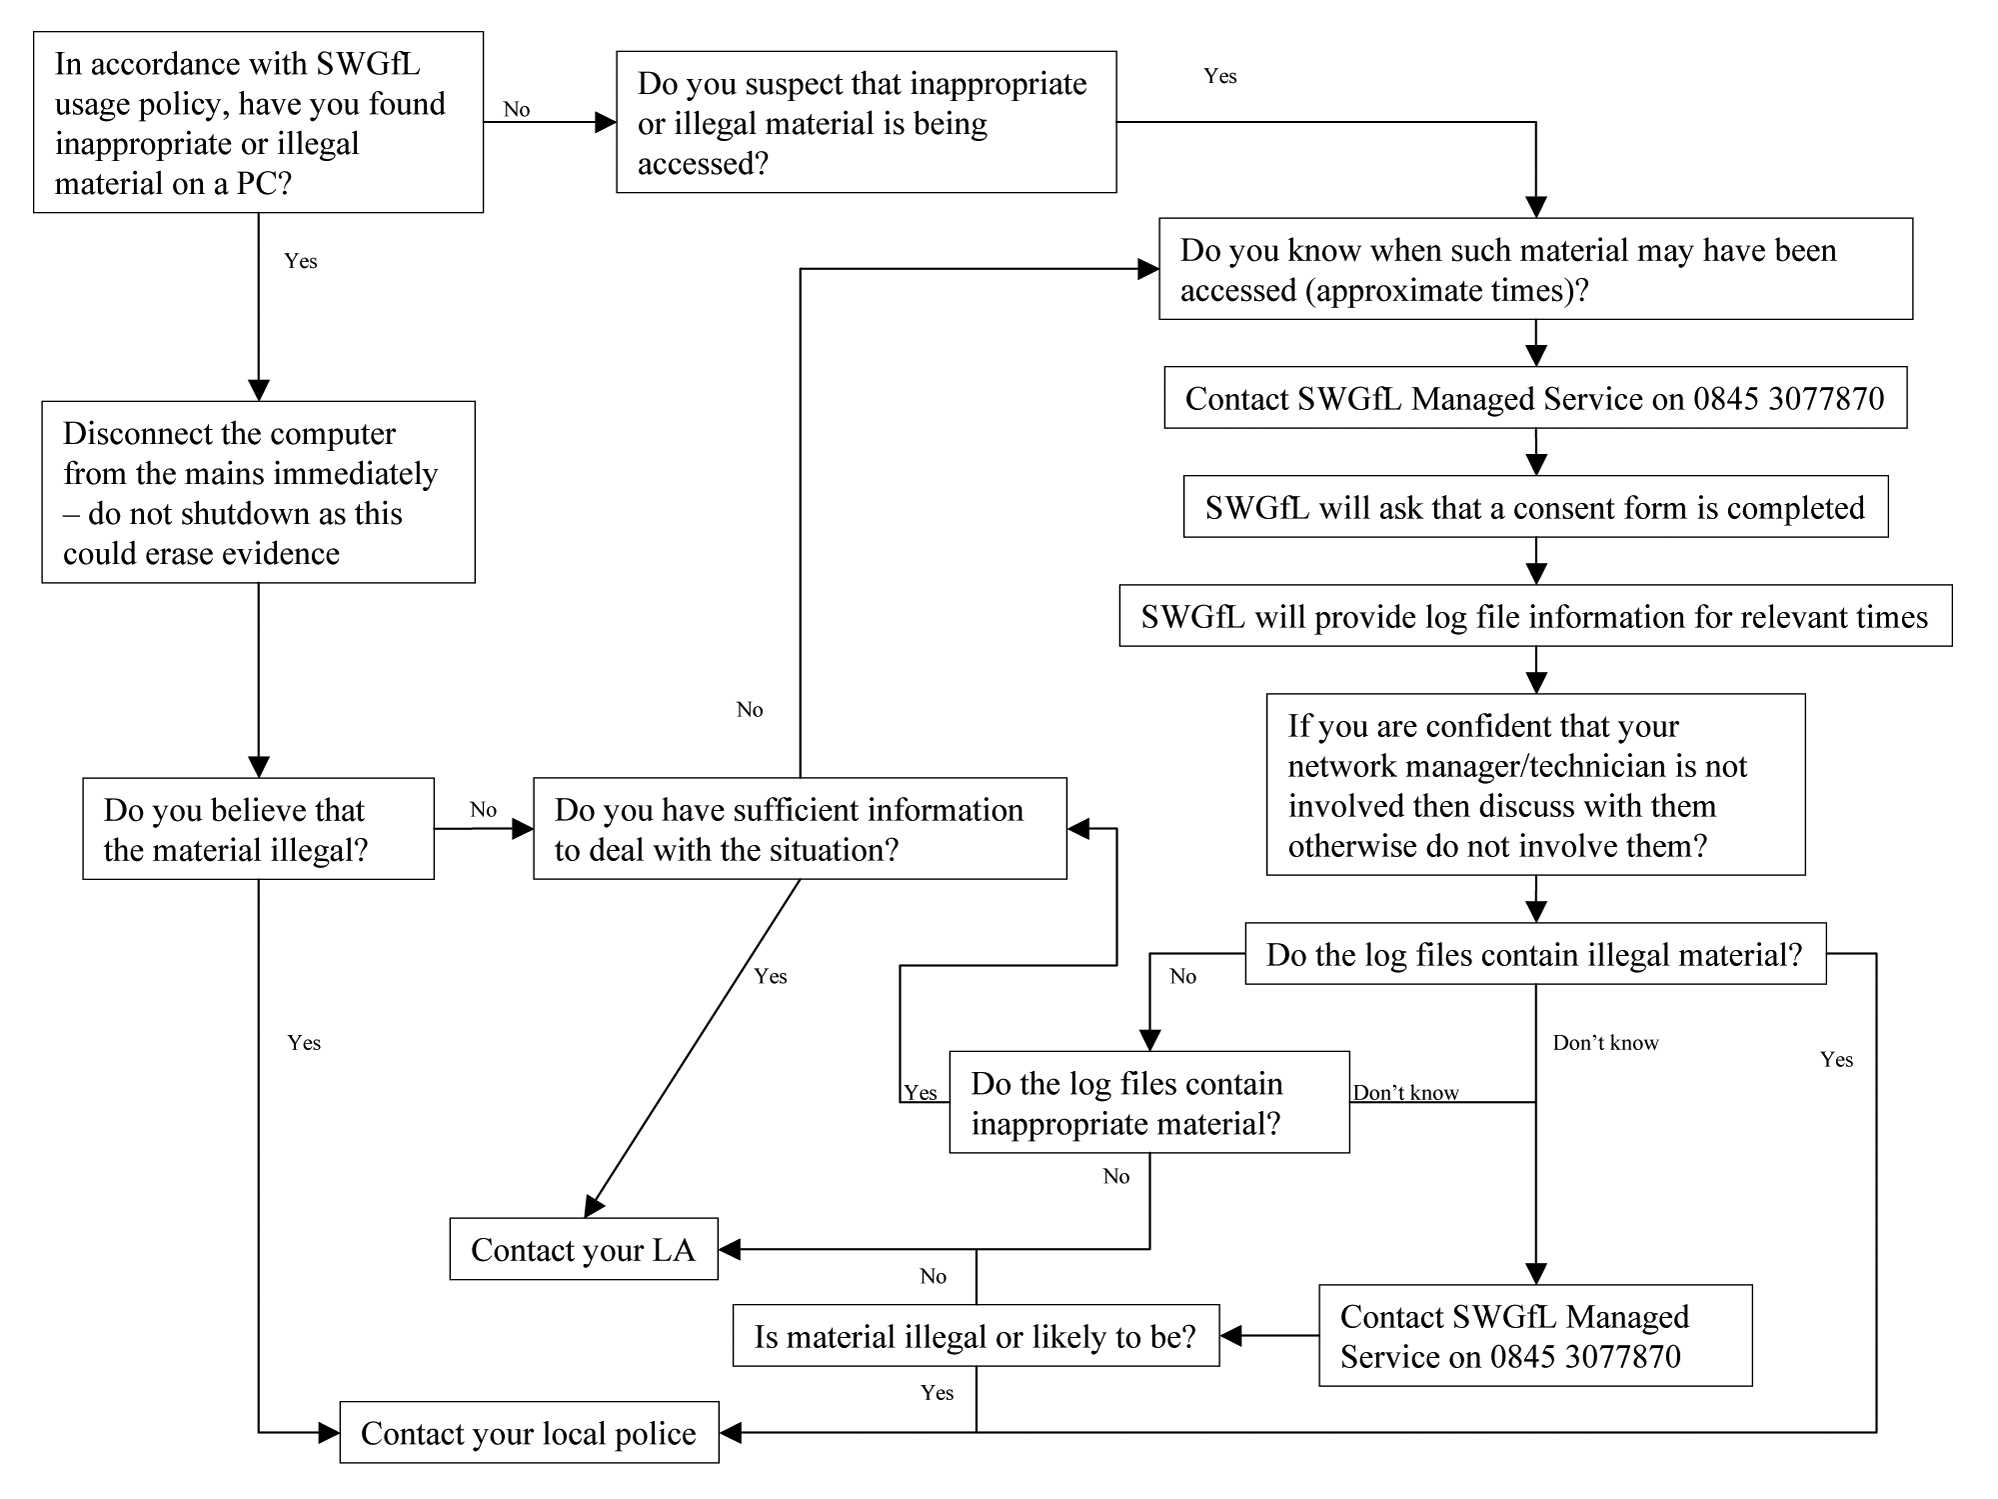 In accordance with SWGfL
usage policy, have you found
inappropriate or illegal
material on a PC?
No
Do you suspect that inappropriate
or illegal material is being
accessed?
Yes
Yes
Do you know when such material may have been
accessed (approximate times)?
Contact SWGfL Managed Service on 0845 3077870
Disconnect the computer
from the mains immediately
– do not shutdown as this
could erase evidence
SWGfL will ask that a consent form is completed
SWGfL will provide log file information for relevant times
No
If you are confident that your
network manager/technician is not
involved then discuss with them
otherwise do not involve them?
Do you believe that
the material illegal?
No
Do you have sufficient information
to deal with the situation?
Do the log files contain illegal material?
Yes
No
Yes
Don't know
Yes
Yes
Do the log files contain
inappropriate material?
Don't know
No
Contact your LA
No
Contact SWGfL Managed
Service on 0845 3077870
Is material illegal or likely to be?
Yes
Contact your local police